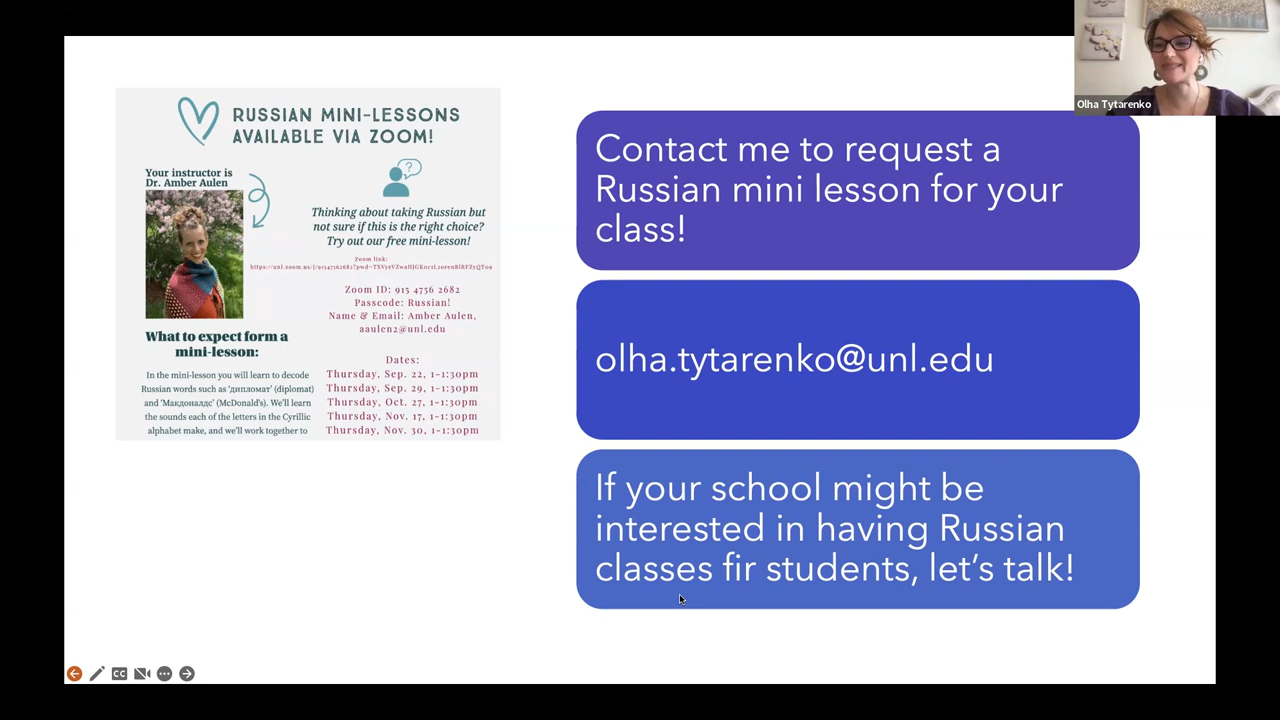 RUSSIAN MINI-LESSONS
AVAILABLE VIA ZOOM!
Your instructor is
Dr. Amber Aulen
?
Thinking about taking Russian but
not sure if this is the right choice?
Try out our free mini-lesson!
Zoom link:
Zoom ID: 915 4756 2682
Passcode: Russian!
Name & Email: Amber Aulen,
aaulen2@unl.edu
What to expect form a
mini-lesson:
In the mini-lesson you will learn to decode
Russian words such as 'дипломат' (diplomat)
and 'Макдоналдс' (McDonald's). We'll learn
the sounds each of the letters in the Cyrillic
alphabet make, and we'll work together to
Dates:
Thursday, Sep. 22, 1-1:30pm
Thursday, Sep. 29, 1-1:30pm
Thursday, Oct. 27, 1-1:30pm
Thursday, Nov. 17, 1-1:30pm
Thursday, Nov. 30, 1-1:30pm
Olha Tytarenko
Contact me to request a
Russian mini lesson for your
class!
olha.tytarenko@unl.edu
If your school might be
interested in having Russian
classes fir students, let's talk!
CC